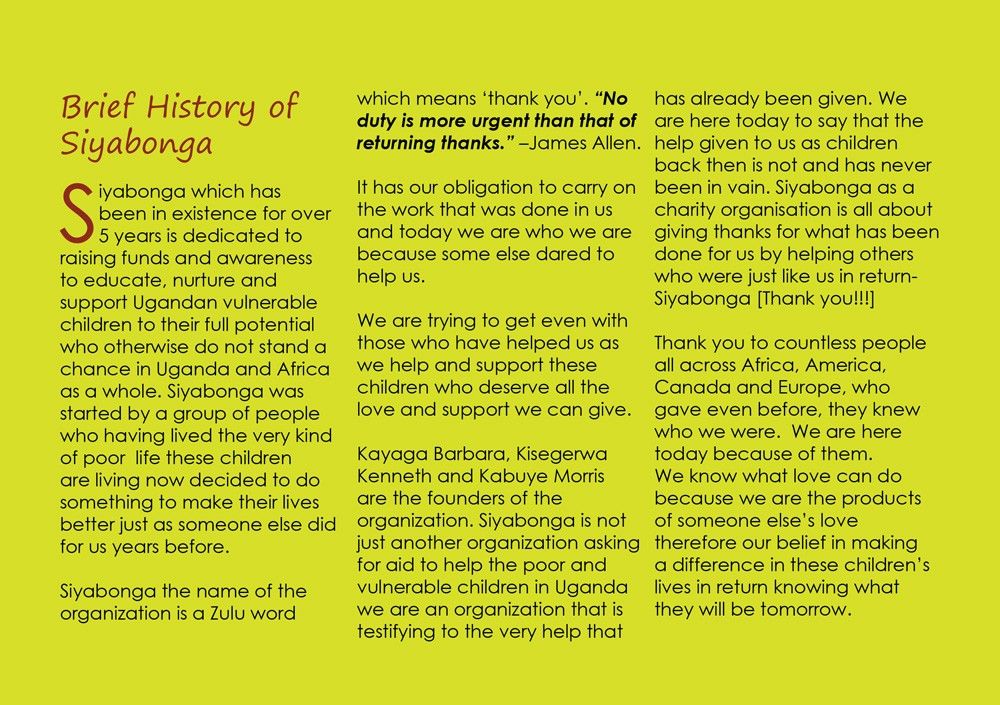 Brief History of
Siyabonga
Siyabonga which has
been in existence for over
5 years is dedicated to
raising funds and awareness
to educate, nurture and
support Ugandan vulnerable
children to their full potential
who otherwise do not stand a
chance in Uganda and Africa
as a whole. Siyabonga was
started by a group of people
who having lived the very kind
of poor  life these children
are living now decided to do
something to make their lives
better just as someone else did
for us years before.
Siyabonga the name of the
organization is a Zulu word
which means ‘thank you’. “No
duty is more urgent than that of
returning thanks.” –James Allen.
It has our obligation to carry on
the work that was done in us
and today we are who we are
because some else dared to
help us.
We are trying to get even with
those who have helped us as
we help and support these
children who deserve all the
love and support we can give.
Kayaga Barbara, Kisegerwa
Kenneth and Kabuye Morris
are the founders of the
organization. Siyabonga is not
just another organization asking
for aid to help the poor and
vulnerable children in Uganda
we are an organization that is
testifying to the very help that
has already been given. We
are here today to say that the
help given to us as children
back then is not and has never
been in vain. Siyabonga as a
charity organisation is all about
giving thanks for what has been
done for us by helping others
who were just like us in return-
Siyabonga [Thank you!!!]
Thank you to countless people
all across Africa, America,
Canada and Europe, who
gave even before, they knew
who we were.  We are here
today because of them.
We know what love can do
because we are the products
of someone else’s love
therefore our belief in making
a difference in these children’s
lives in return knowing what
they will be tomorrow.